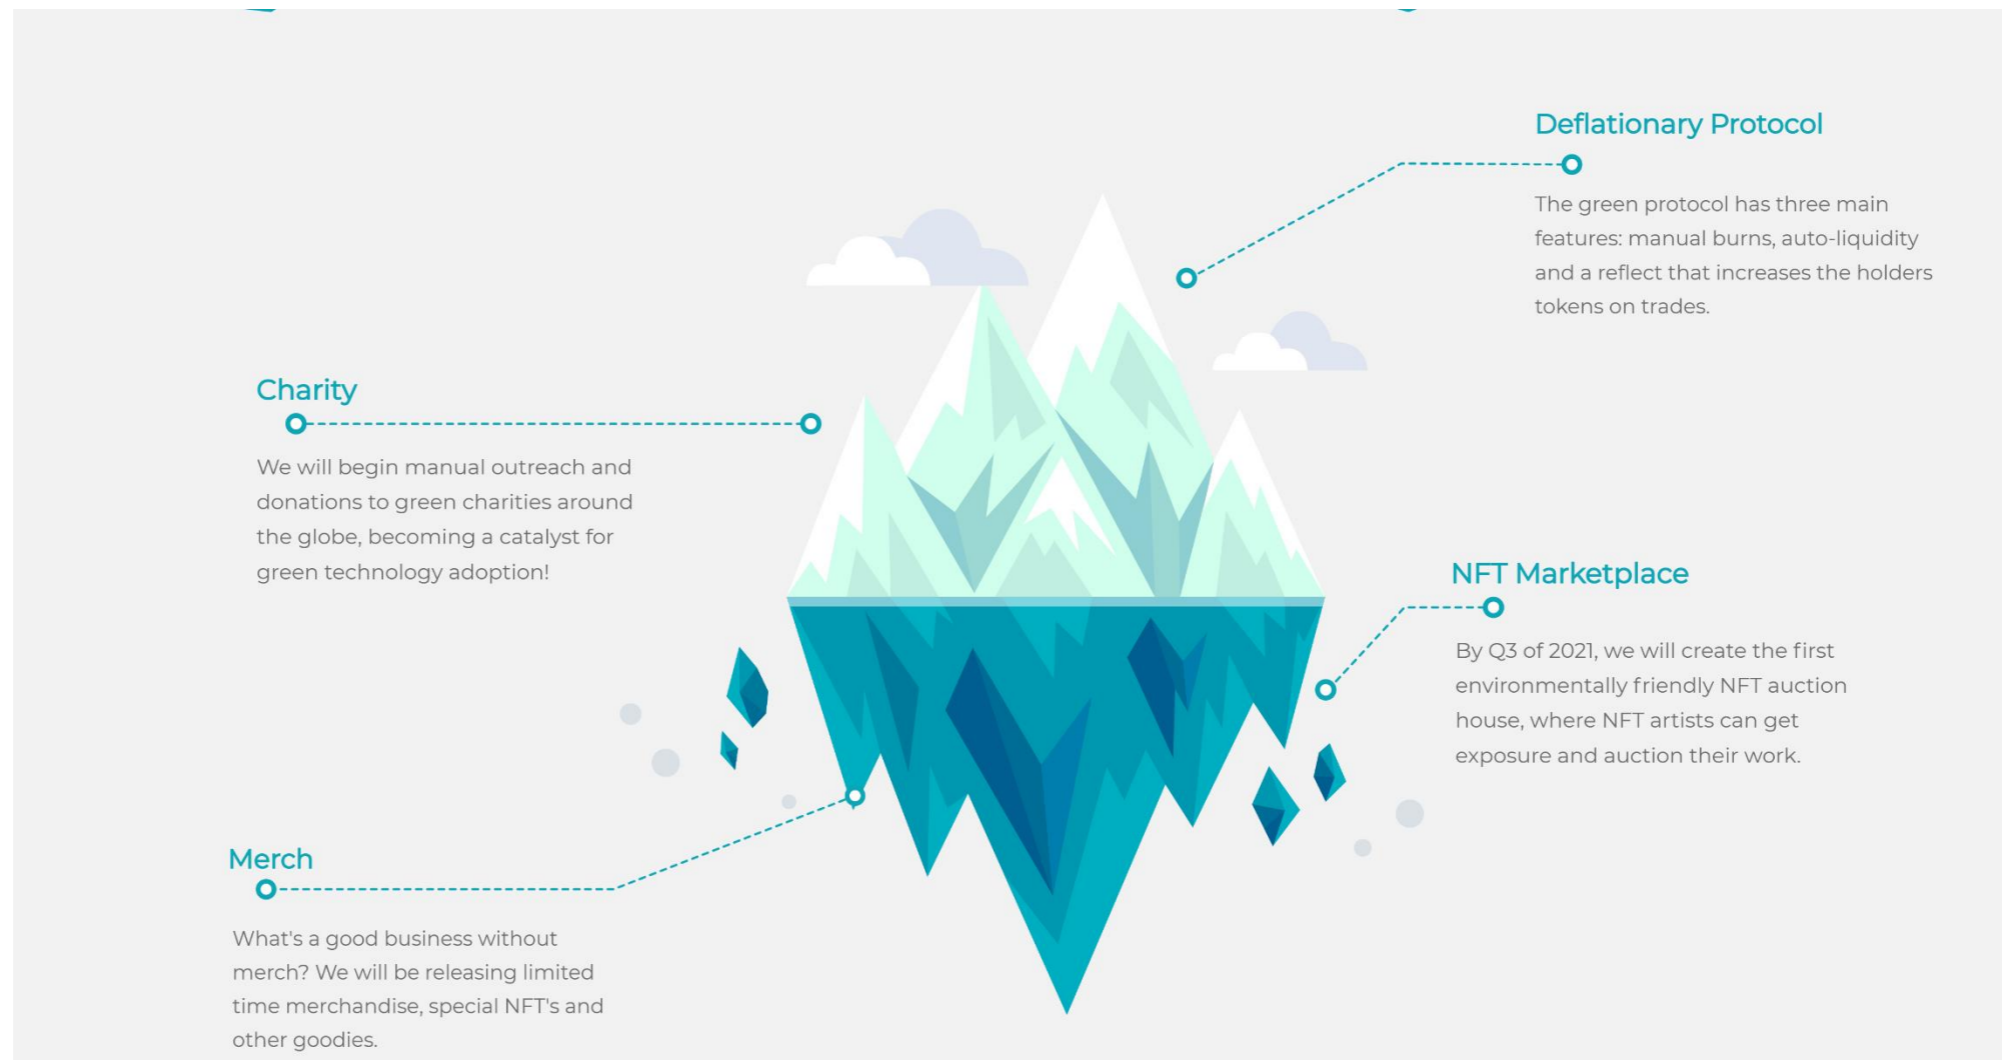 Deflationary Protocol
The green protocol has three main
features: manual burns, auto-liquidity
and a reflect that increases the holders
tokens on trades.
Charity
We will begin manual outreach and
donations to green charities around
the globe, becoming a catalyst for
green technology adoption!
NFT Marketplace
By Q3 of 2021, we will create the first
environmentally friendly NFT auction
house, where NFT artists can get
exposure and auction their work.
Merch
What's a good business without
merch? We will be releasing limited
time merchandise, special NFT's and
other goodies.